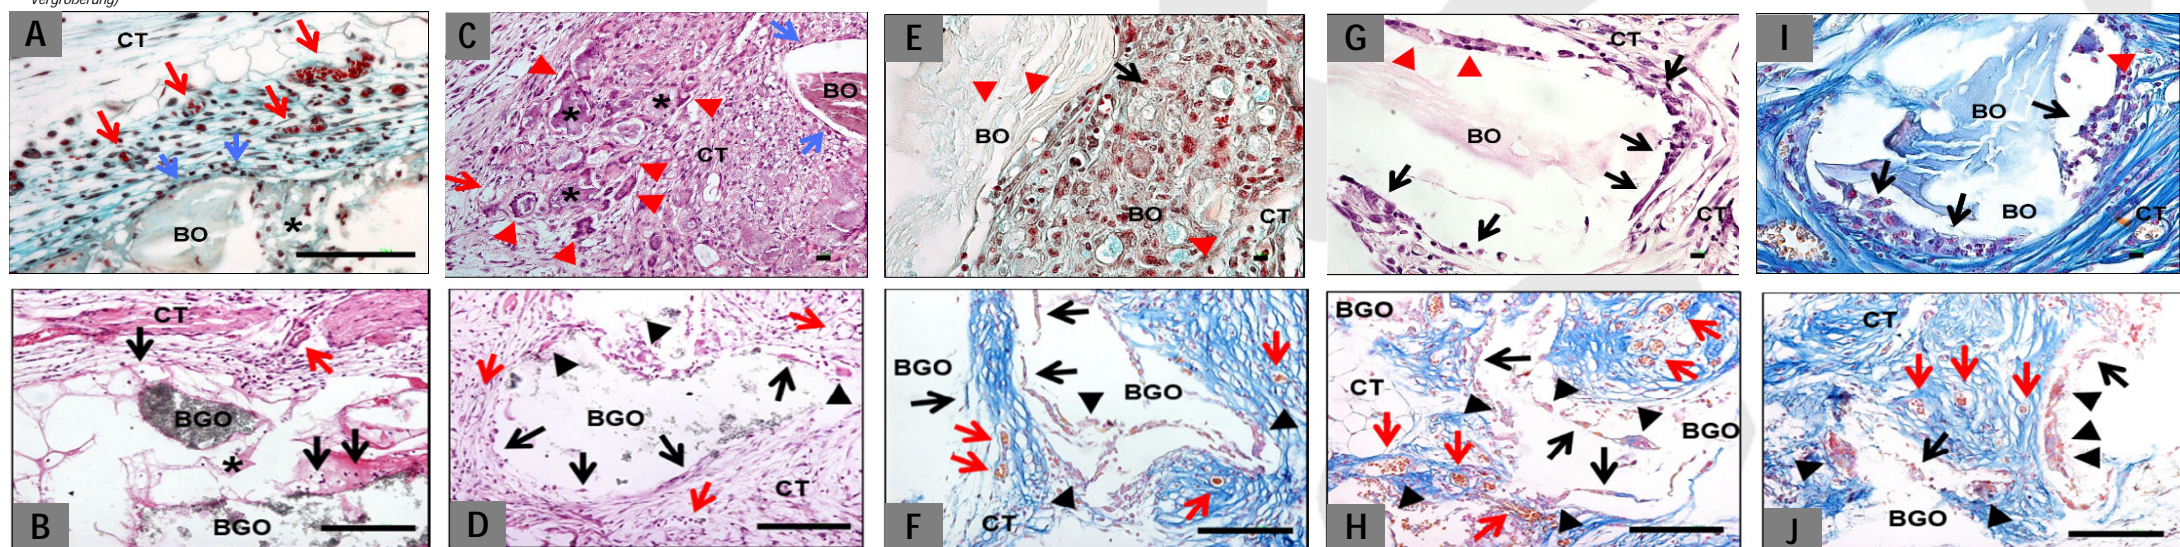 Vergrößerung)
A CT BO *
C * * * CT BO
E BO BO CT
G CT BO CT
I BO BO CT
B CT BGO * BGO
D BGO CT
F BGO BGO CT
H BGO CT BGO
J CT BGO